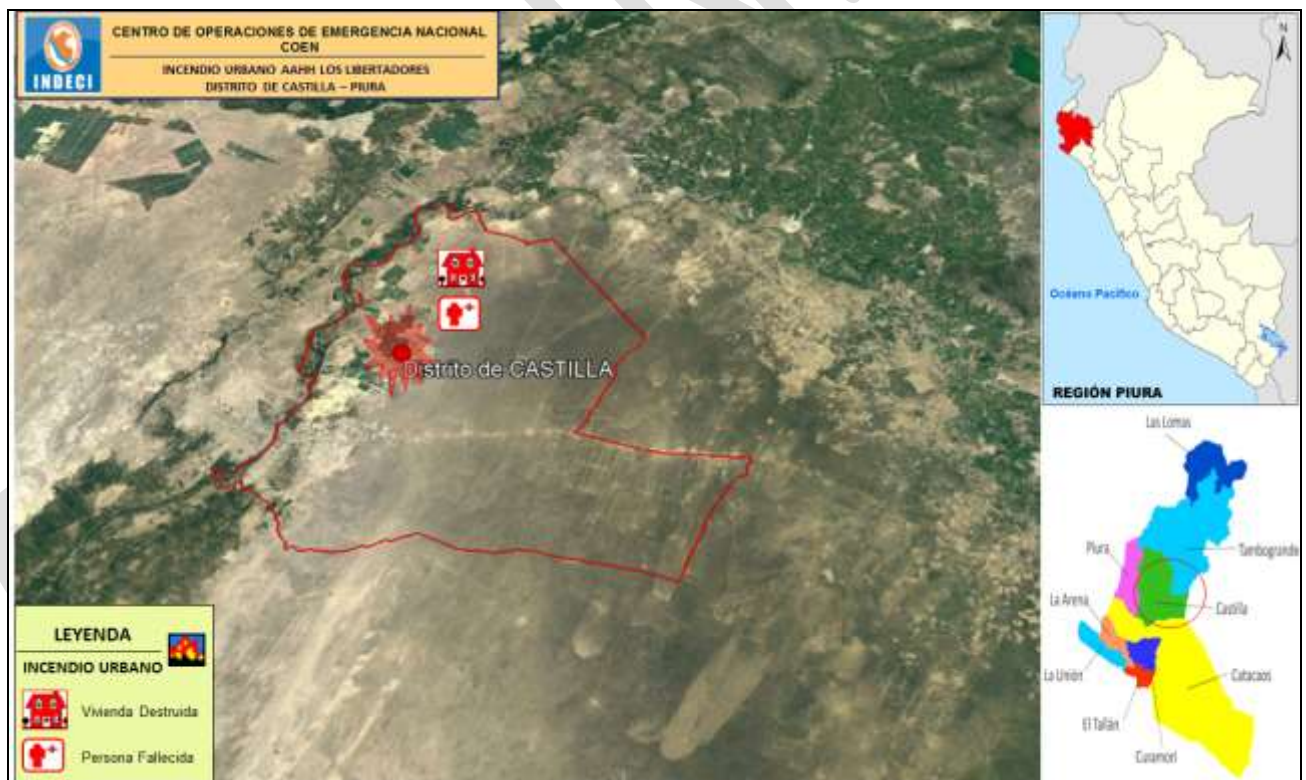 CENTRO DE OPERACIONES DE EMERGENCIA NACIONAL
COEN
INCENDIO URBANO AAHH LOS LIBERTADORES
DISTRITO DE CASTILLA – PIURA
INDECI
Distrito de CASTILLA
LEYENDA
INCENDIO URBANO
Vivienda Destruida
Persona Fallecida
N
Océano Pacífico
REGIÓN PIURA
Las Lomas
Piura
Tambogrande
La Arena
Castilla
La Unión
Catacaos
El Tallán
Curamori